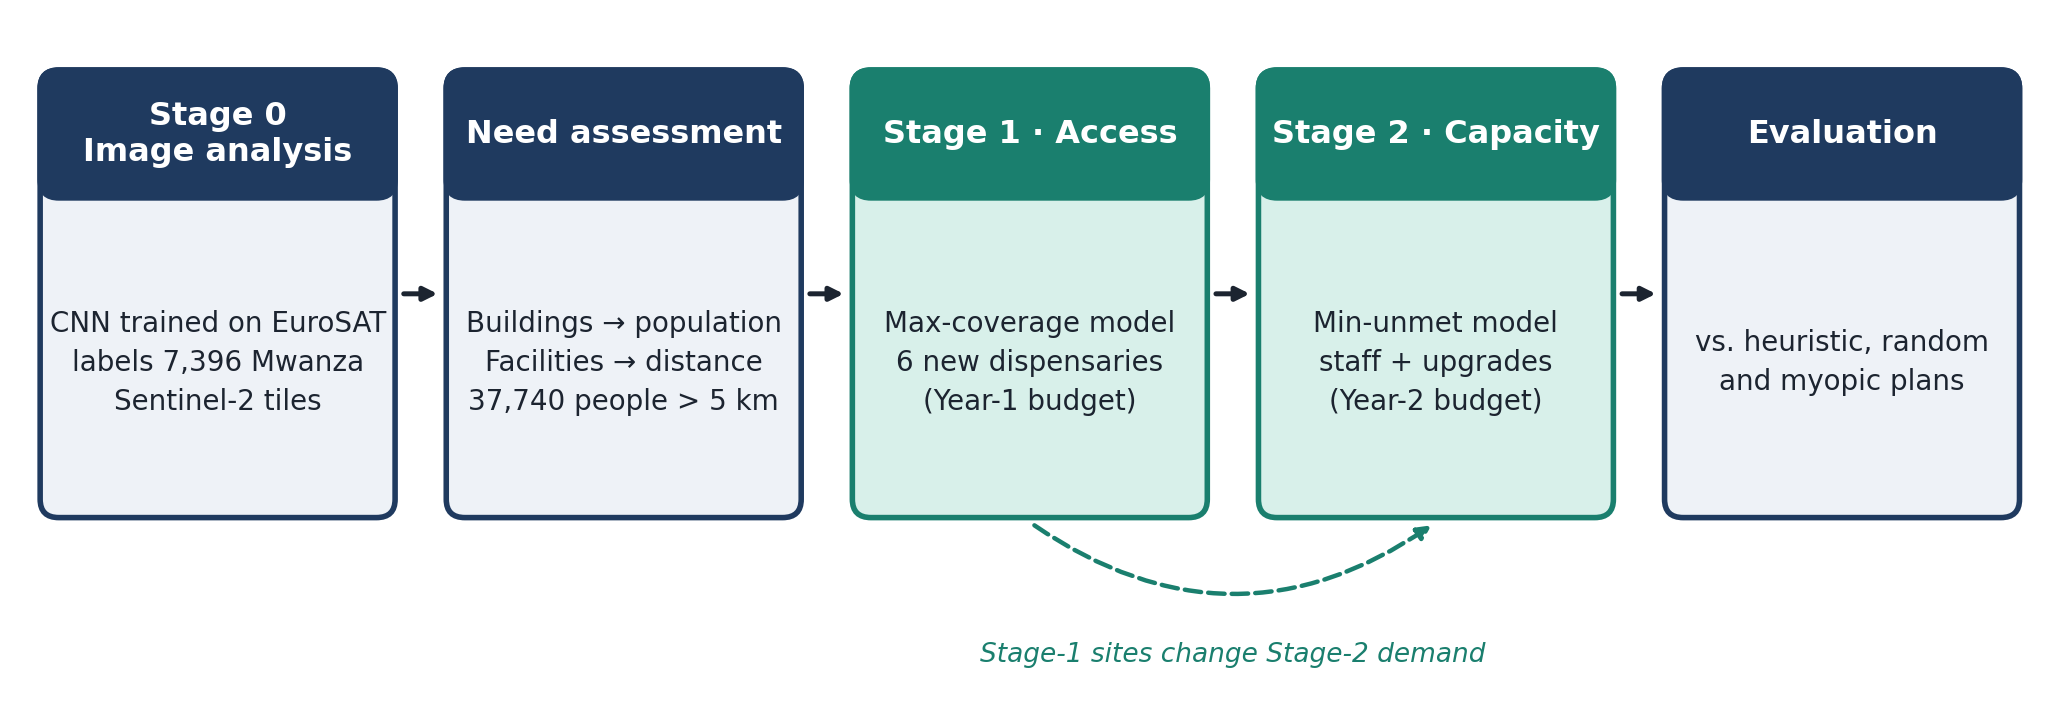 Stage 0
Image analysis
CNN trained on EuroSAT
labels 7,396 Mwanza
Sentinel-2 tiles
Need assessment
Buildings → population
Facilities → distance
37,740 people > 5 km
Stage 1 · Access
Max-coverage model
6 new dispensaries
(Year-1 budget)
Stage 2 · Capacity
Min-unmet model
staff + upgrades
(Year-2 budget)
Evaluation
vs. heuristic, random
and myopic plans
Stage-1 sites change Stage-2 demand